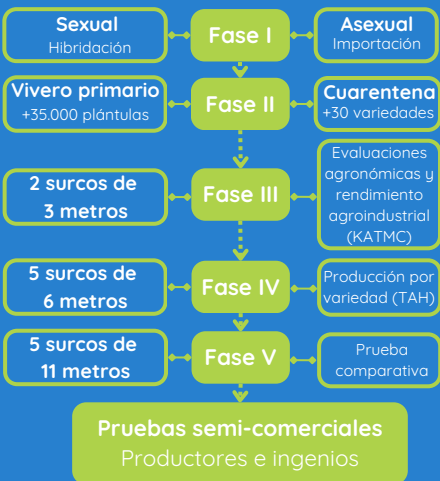 Sexual
Hibridación
Fase I
Asexual
Importación
Vivero primario
+35.000 plántulas
Fase II
Cuarentena
+30 variedades
2 surcos de
3 metros
Fase III
Evaluaciones
agronómicas y
rendimiento
agroindustrial
(KATMC)
5 surcos de
6 metros
Fase IV
Producción por
variedad (TAH)
5 surcos de
11 metros
Fase V
Prueba
comparativa
Pruebas semi-comerciales
Productores e ingenios